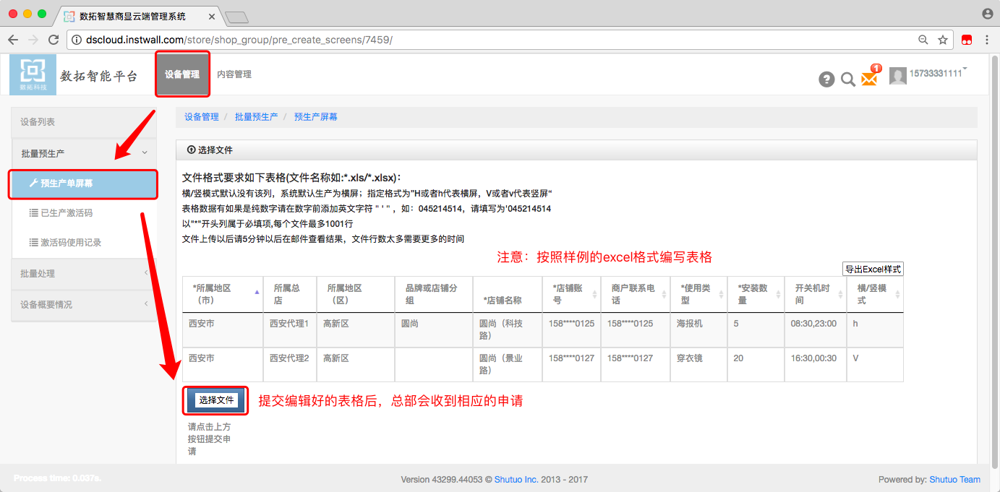 数拓智慧商显云端管理系统
dscloud.instwall.com/store/shop_group/pre_create_screens/7459/
数拓科技
数拓智能平台
设备管理
内容管理
1
15733331111
设备列表
批量预生产
预生产单屏幕
已生产激活码
激活码使用记录
批量处理
设备概要情况
设备管理 / 批量预生产 / 预生产屏幕
选择文件
文件格式要求如下表格(文件名称如:*.xls/*.xlsx)：
横/竖模式默认没有该列，系统默认生产为横屏；指定格式为"H或者h代表横屏，V或者v代表竖屏“
表格数据有如果是纯数字请在数字前添加英文字符 " ' " ，如：045214514，请填写为'045214514
以"*"开头列属于必填项,每个文件最多1001行
文件上传以后请5分钟以后在邮件查看结果，文件行数太多需要更多的时间
注意：按照样例的excel格式编写表格
导出Excel样式
*所属地区（市） 所属总店 所属地区（区） 品牌或店铺分组 *店铺名称 *店铺账号 商户联系电话 *使用类型 *安装数量 开关机时间 横/竖模式
西安市 西安代理1 高新区 圆尚 圆尚（科技路） 158****0125 158****0125 海报机 5 08:30,23:00 h
西安市 西安代理2 高新区 圆尚（景业路） 158****0127 158****0127 穿衣镜 20 16:30,00:30 V
选择文件
提交编辑好的表格后，总部会收到相应的申请
请点击上方
按钮提交申
请
Process time: 0.037s.
Version 43299.44053 © Shutuo Inc. 2013 - 2017
Powered by: Shutuo Team